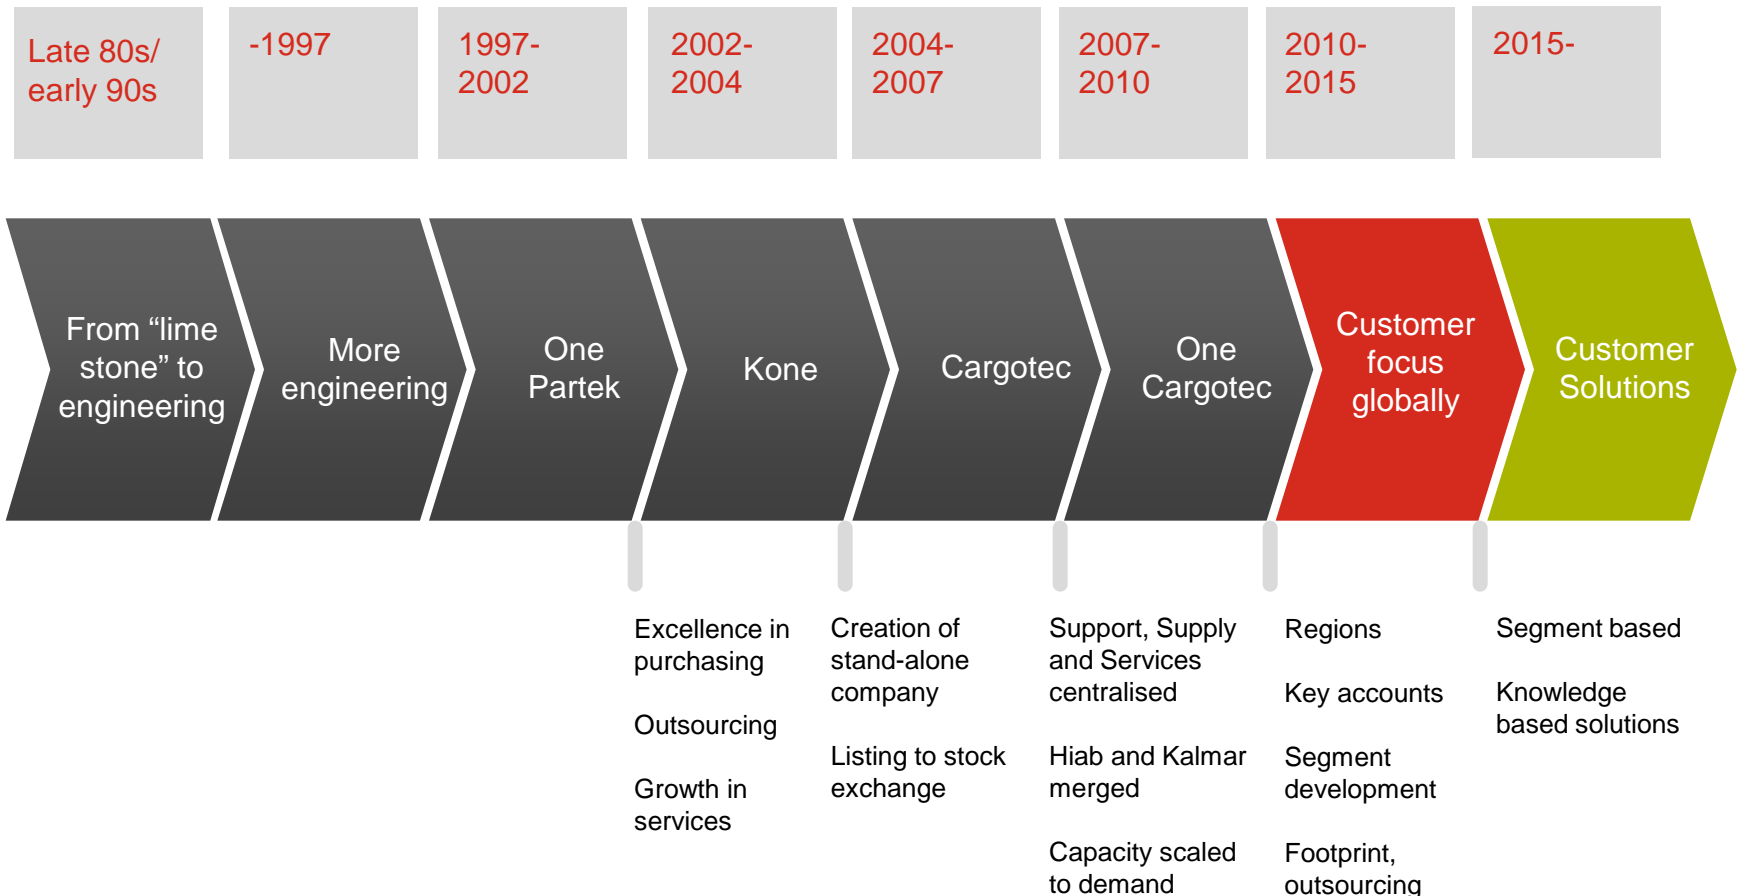 Late 80s/
early 90s
-1997
1997-
2002
2002-
2004
2004-
2007
2007-
2010
2010-
2015
2015-
From “lime
stone” to
engineering
More
engineering
One
Partek
Kone
Cargotec
One
Cargotec
Customer
focus
globally
Customer
Solutions
Excellence in
purchasing
Outsourcing
Growth in
services
Creation of
stand-alone
company
Listing to stock
exchange
Support, Supply
and Services
centralised
Hiab and Kalmar
merged
Capacity scaled
to demand
Regions
Key accounts
Segment
development
Footprint,
outsourcing
Segment based
Knowledge
based solutions